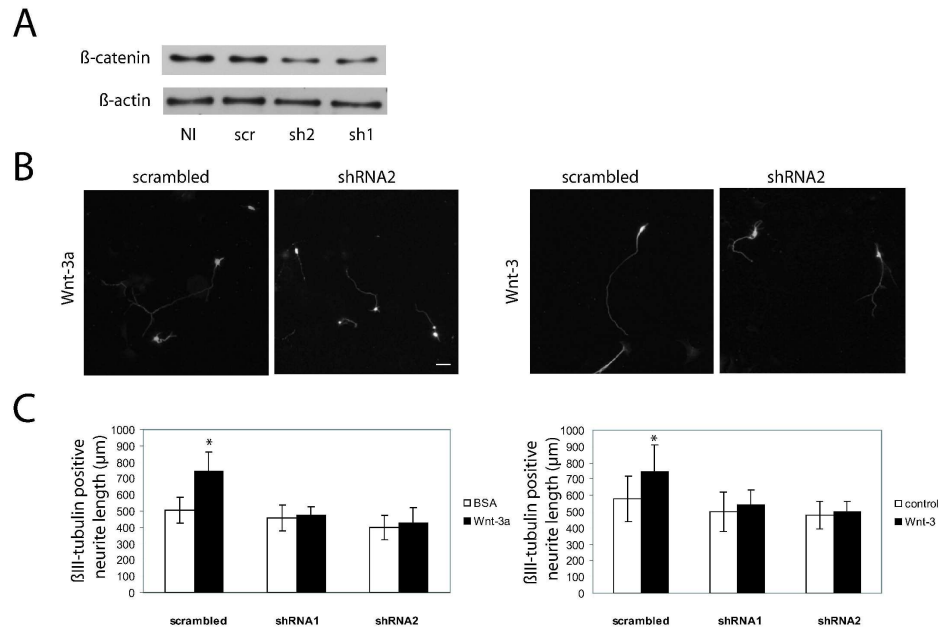 A
ß-catenin
ß-actin
NI scr sh2 sh1
B
scrambled shRNA2 scrambled shRNA2
Wnt-3a
Wnt-3
C
ßIII-tubulin positive
neurite length (µm)
1000
900
800
700
600
500
400
300
200
100
0
*
scrambled shRNA1 shRNA2
BSA
Wnt-3a
ßIII-tubulin positive
neurite length (µm)
1000
900
800
700
600
500
400
300
200
100
0
*
scrambled shRNA1 shRNA2
control
Wnt-3